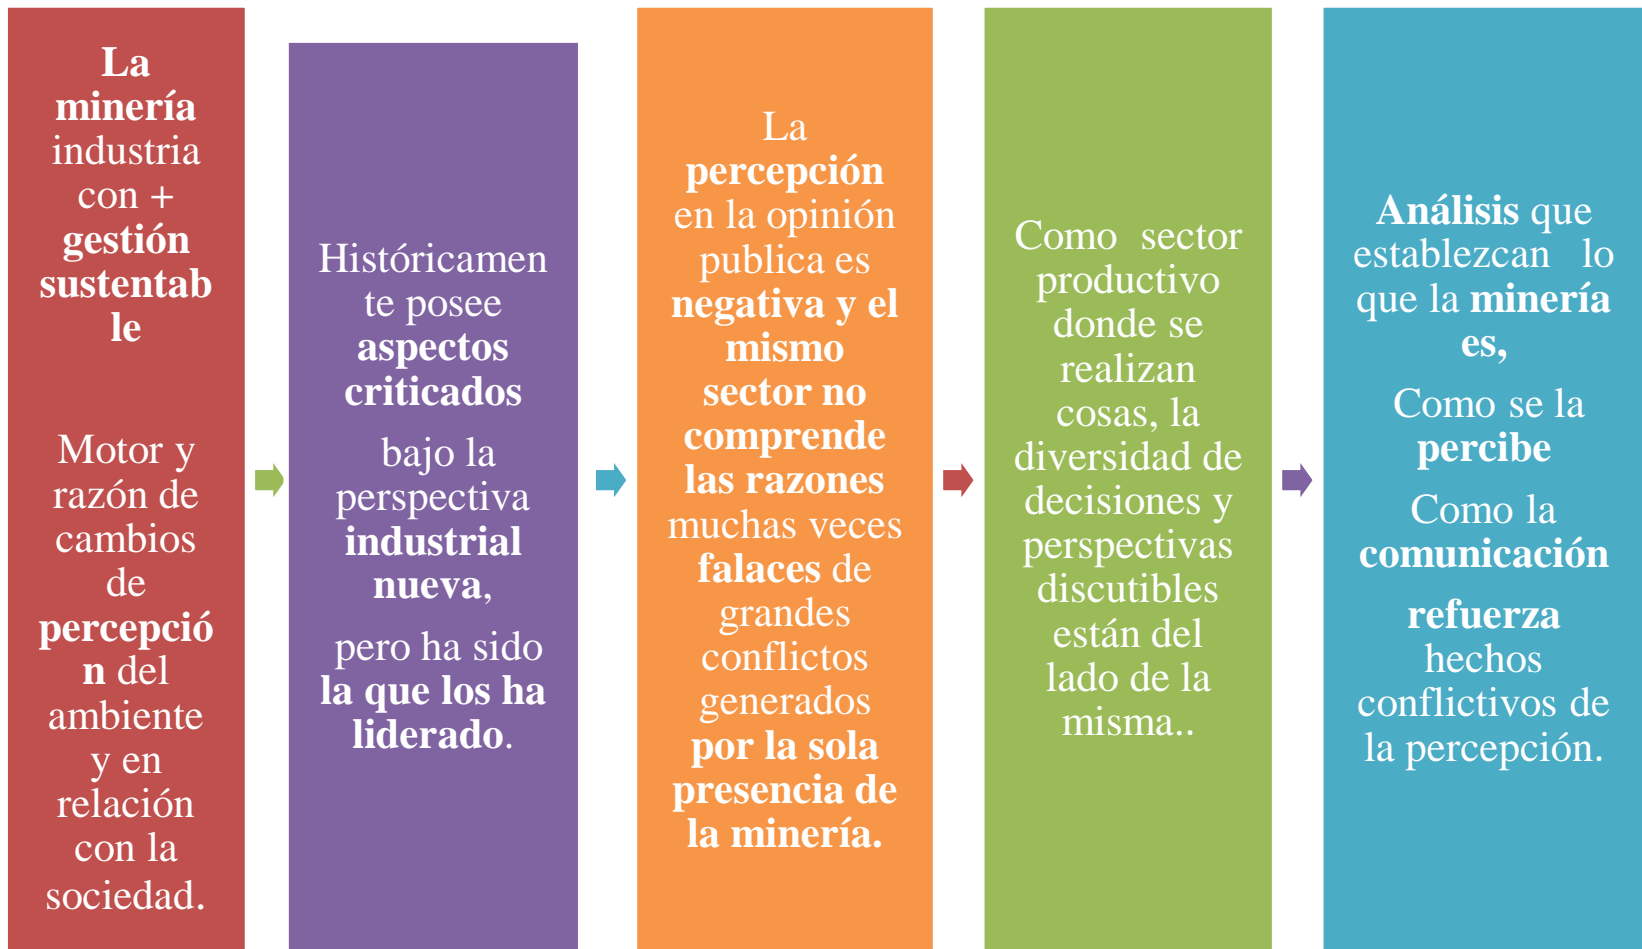 La
minería
industria
con +
gestión
sustentab
le
Motor y
razón de
cambios
de
percepció
n del
ambiente
y en
relación
con la
sociedad.
Históricamen
te posee
aspectos
criticados
bajo la
perspectiva
industrial
nueva,
pero ha sido
la que los ha
liderado.
La
percepción
en la opinión
publica es
negativa y el
mismo
sector no
comprende
las razones
muchas veces
falaces de
grandes
conflictos
generados
por la sola
presencia de
la minería.
Como sector
productivo
donde se
realizan
cosas, la
diversidad de
decisiones y
perspectivas
discutibles
están del
lado de la
misma..
Análisis que
establezcan lo
que la minería
es,
Como se la
percibe
Como la
comunicación
refuerza
hechos
conflictivos de
la percepción.